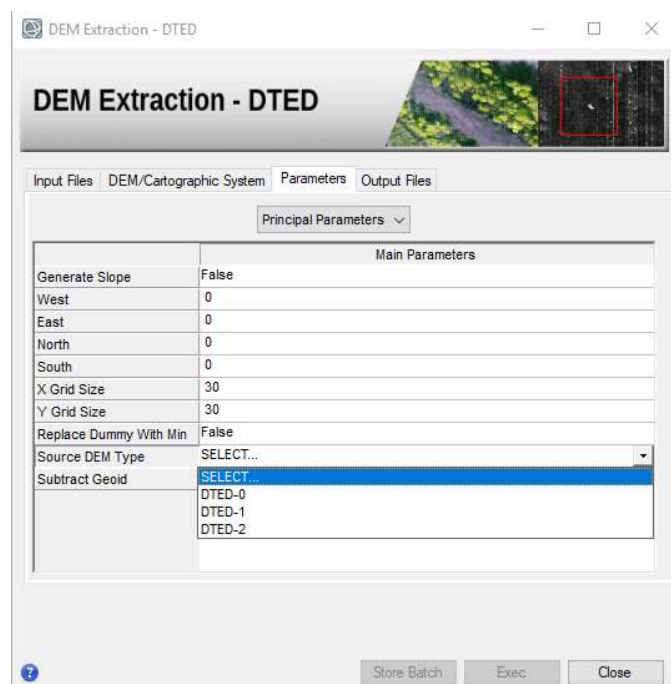 DEM Extraction - DTED
DEM Extraction - DTED
Input Files DEM/Cartographic System Parameters Output Files
Principal Parameters
Main Parameters
Generate Slope False
West 0
East 0
North 0
South 0
X Grid Size 30
Y Grid Size 30
Replace Dummy With Min False
Source DEM Type SELECT...
Subtract Geoid SELECT...
DTED-0
DTED-1
DTED-2
? Store Batch Exec Close